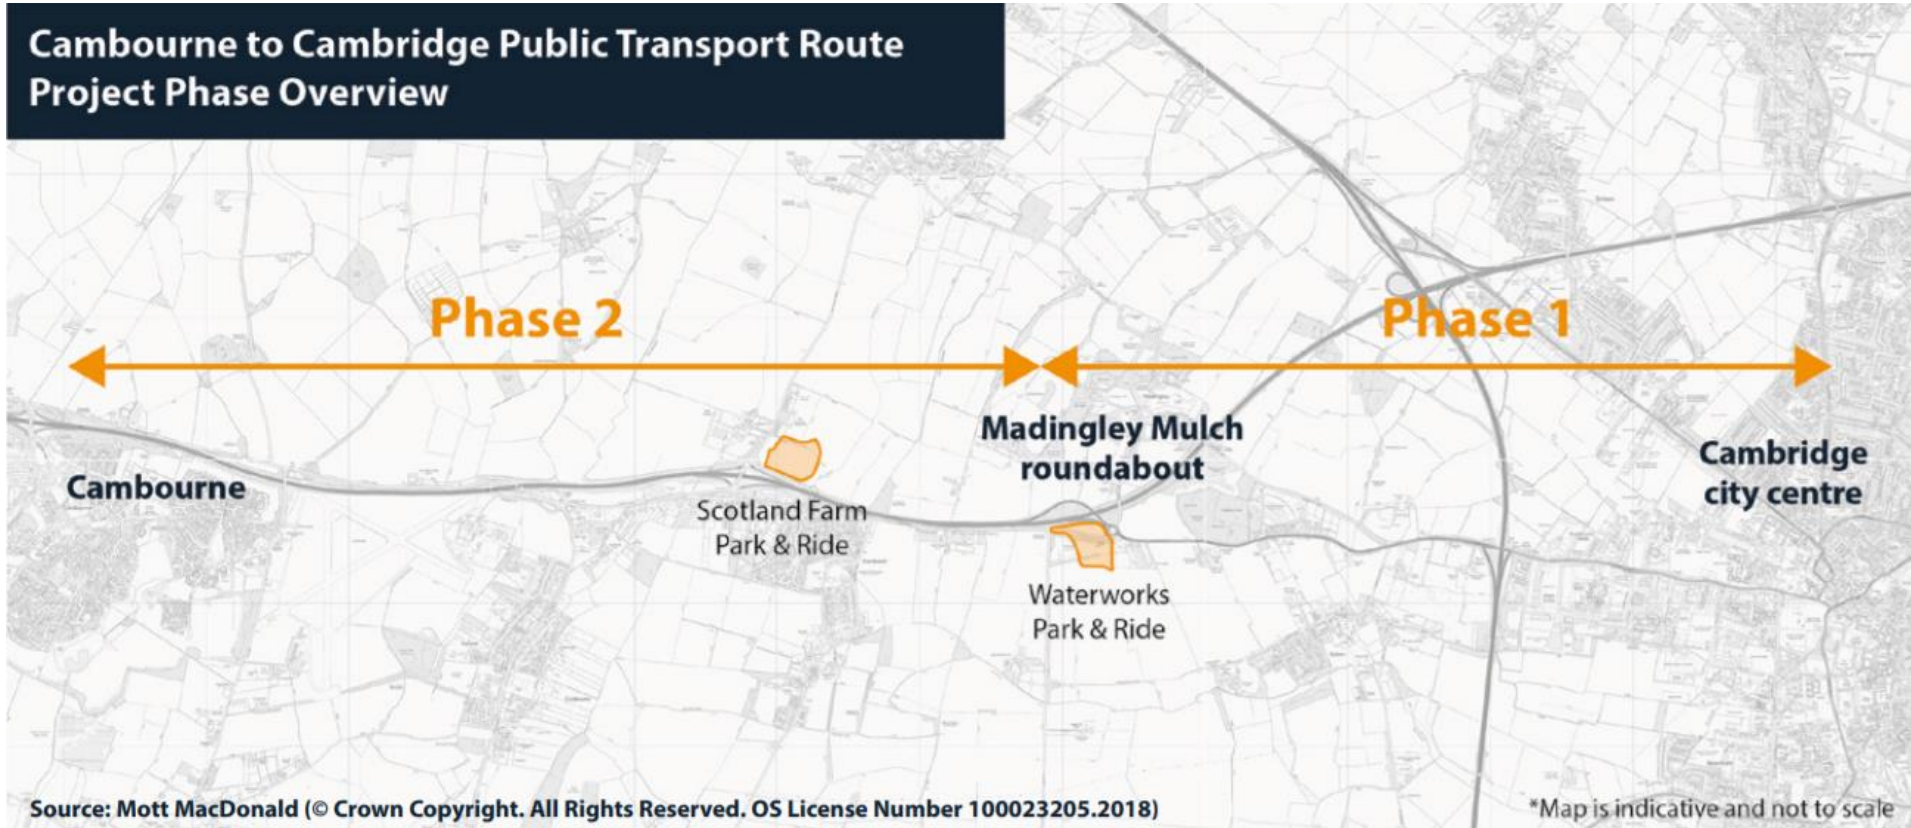 Cambourne to Cambridge Public Transport Route
Project Phase Overview
Phase 2
Phase 1
Madingley Mulch
roundabout
Cambridge
city centre
Cambourne
Scotland Farm
Park & Ride
Waterworks
Park & Ride
Source: Mott MacDonald (© Crown Copyright. All Rights Reserved. OS License Number 100023205.2018)
*Map is indicative and not to scale